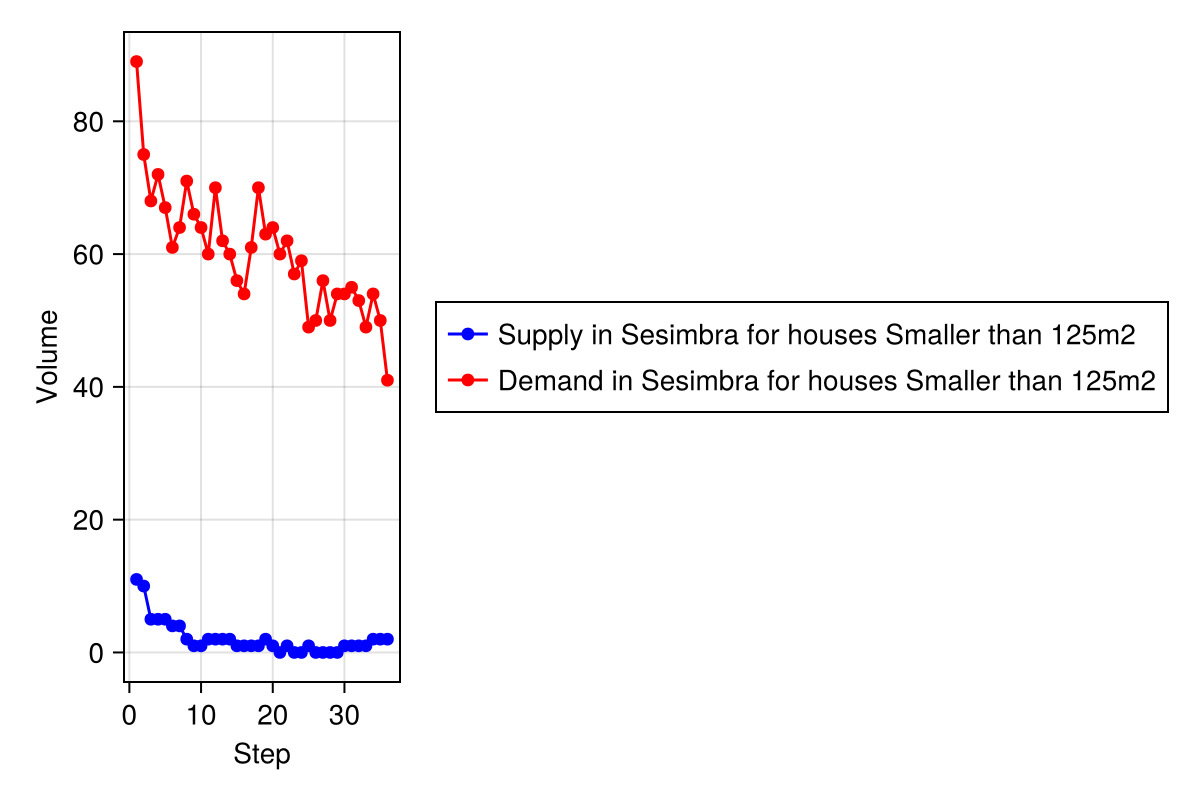 Volume
80
60
40
20
0
0 10 20 30
Step
Supply in Sesimbra for houses Smaller than 125m2
Demand in Sesimbra for houses Smaller than 125m2